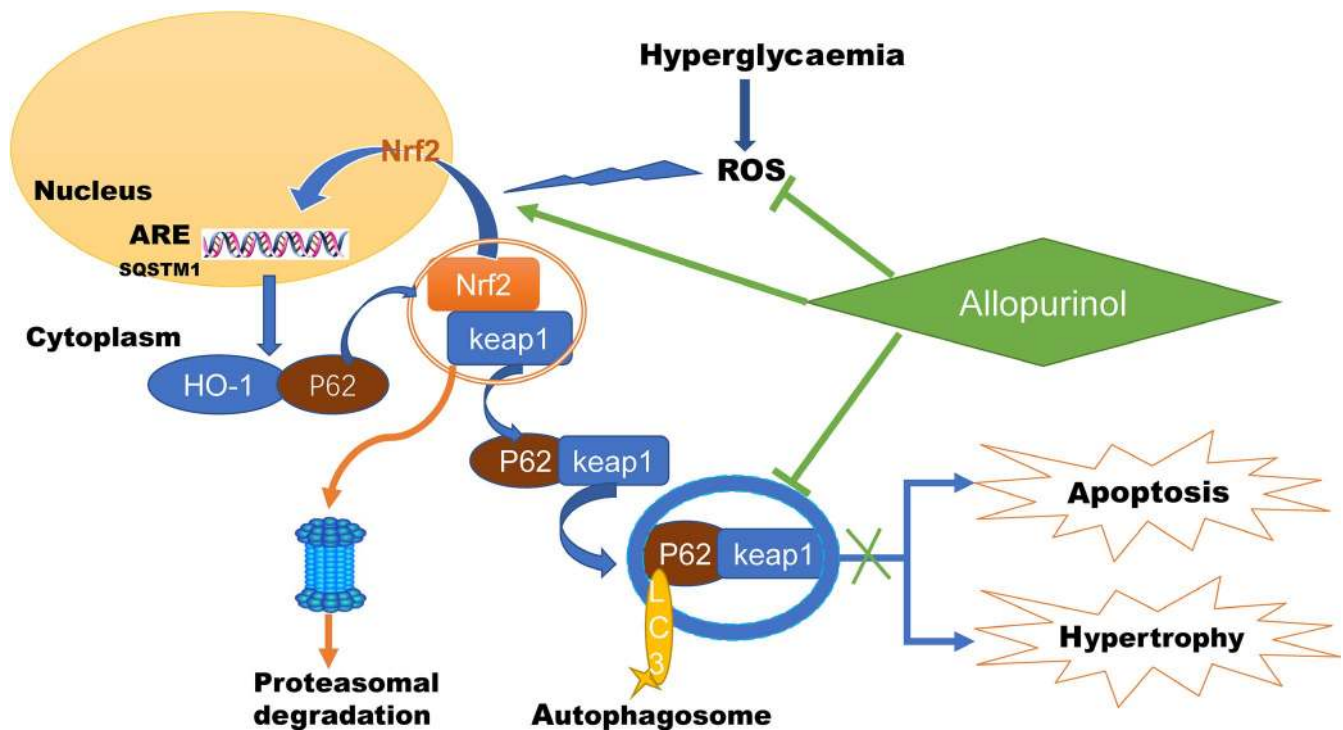 Hyperglycaemia
ROS
Nrf2
Nucleus
ARE
SQSTM1
Nrf2
keap1
Allopurinol
Cytoplasm
HO-1
P62
P62
keap1
P62
keap1
LC3
Apoptosis
Hypertrophy
Proteasomal
degradation
Autophagosome